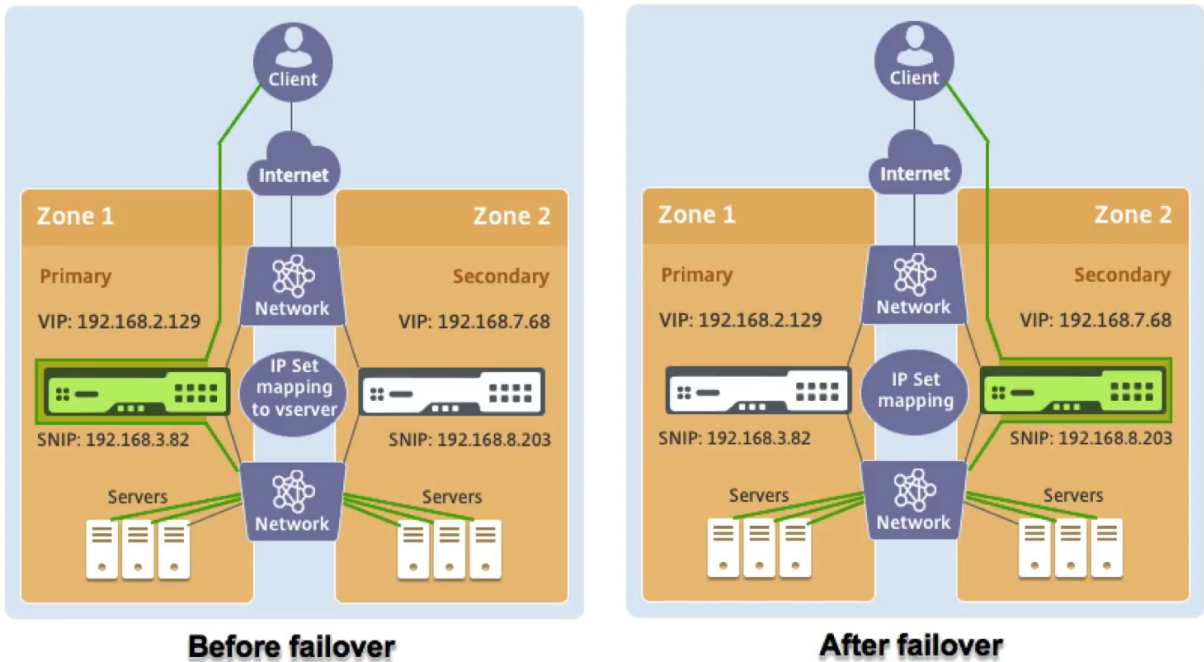 Client
Internet
Zone 1
Zone 2
Primary
Secondary
Network
VIP: 192.168.2.129
VIP: 192.168.7.68
IP Set
mapping
to vserver
SNIP: 192.168.3.82
SNIP: 192.168.8.203
Servers
Servers
Network
Before failover
Client
Internet
Zone 1
Zone 2
Primary
Secondary
Network
VIP: 192.168.2.129
VIP: 192.168.7.68
IP Set
mapping
SNIP: 192.168.3.82
SNIP: 192.168.8.203
Servers
Servers
Network
After failover